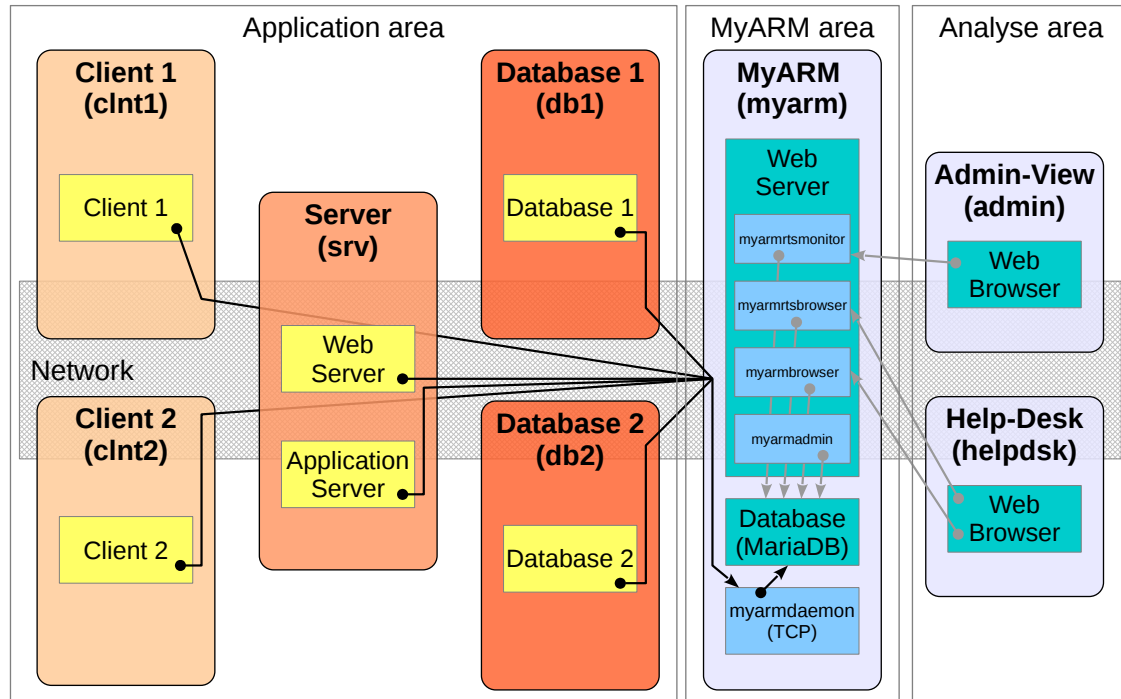 Application area
MyARM area
Analyse area
Client 1
(clnt1)
Client 1
Server
(srv)
Web
Server
Application
Server
Database 1
(db1)
Database 1
Network
Client 2
(clnt2)
Client 2
Database 2
(db2)
Database 2
MyARM
(myarm)
Web
Server
myarmrtsmonitor
myarmrtsbrowser
myarmbrowser
myarmadmin
Database
(MariaDB)
myarmdaemon
(TCP)
Admin-View
(admin)
Web
Browser
Help-Desk
(helpdsk)
Web
Browser